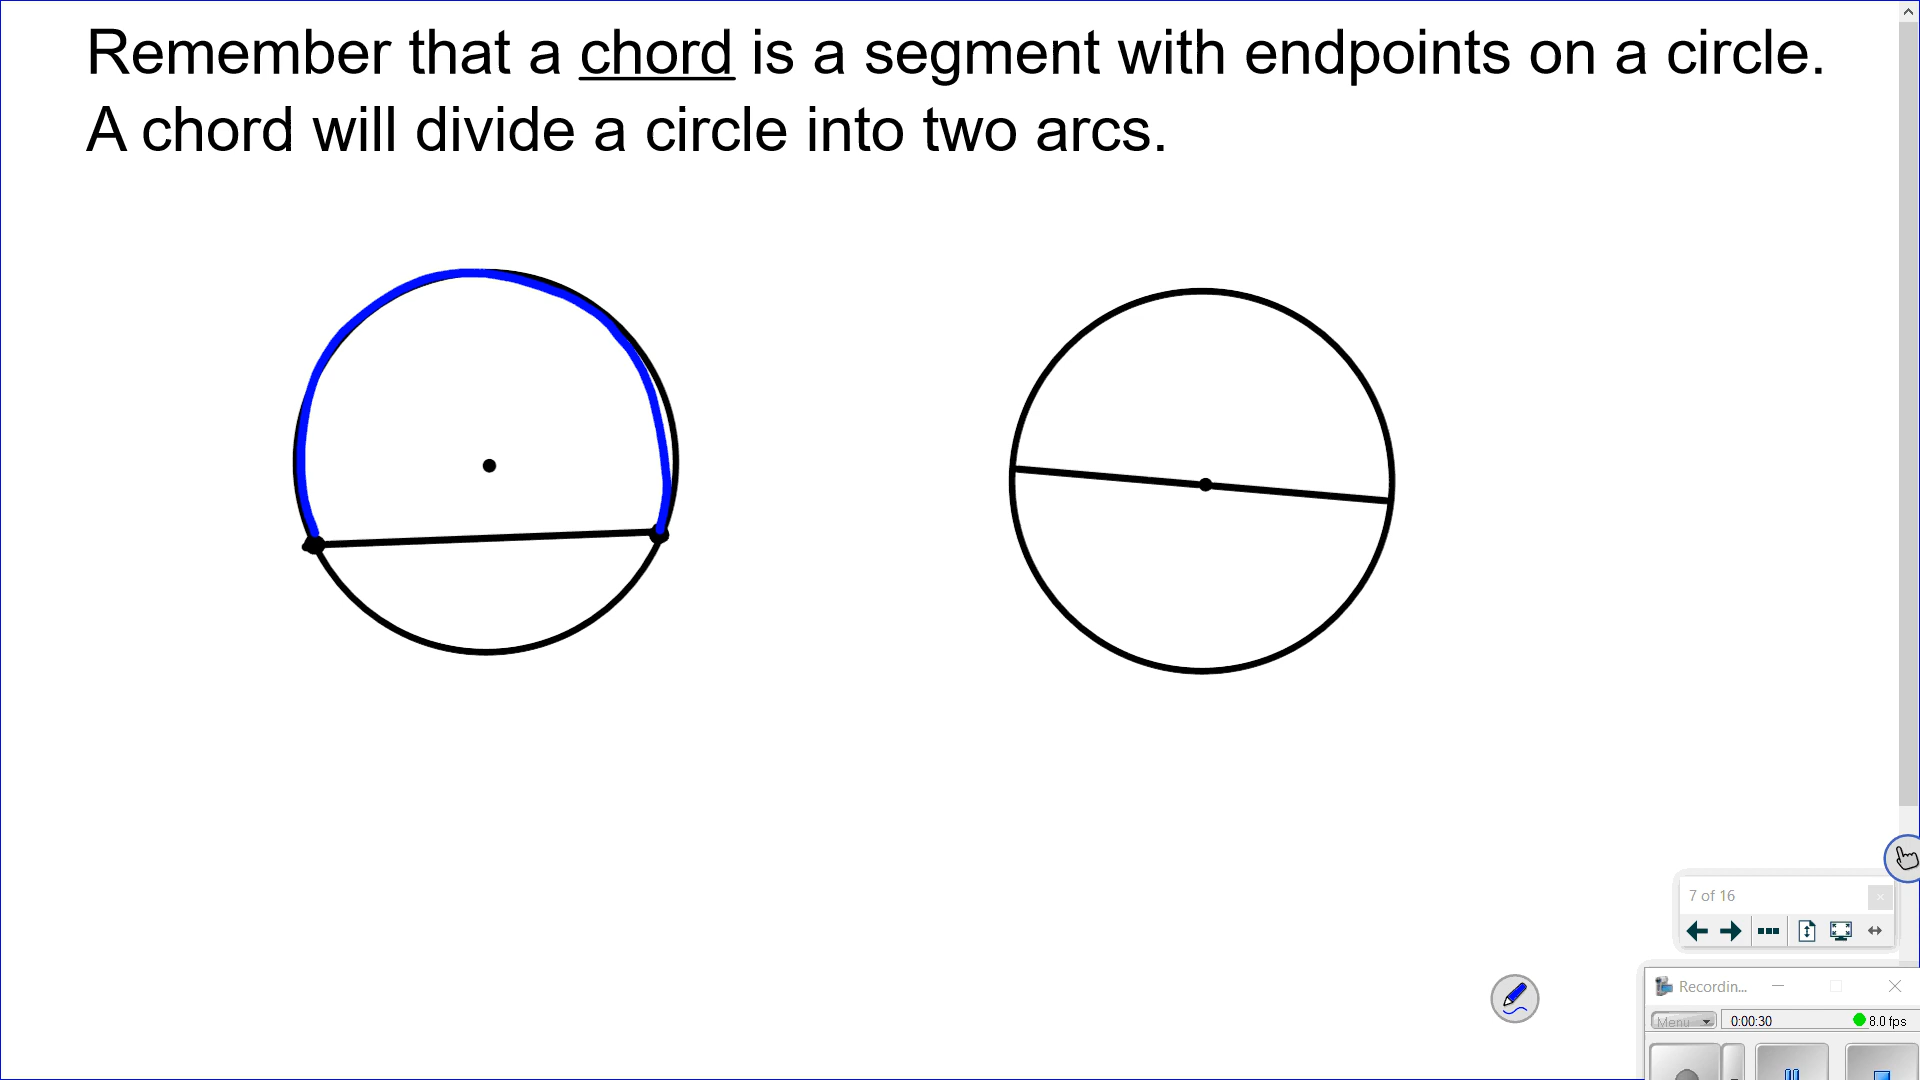 Remember that a chord is a segment with endpoints on a circle.
A chord will divide a circle into two arcs.
7 of 16
Recordin...
Menu
0:00:30
8.0 fps